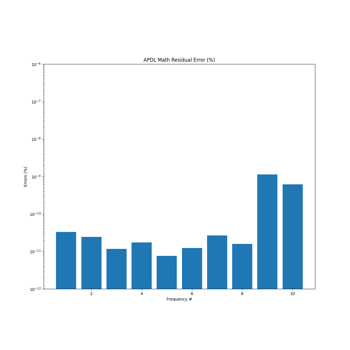 APDL Math Residual Error (%)
10⁻⁶
10⁻⁷
10⁻⁸
10⁻⁹
10⁻¹⁰
10⁻¹¹
10⁻¹²
Errors (%)
2 4 6 8 10
Frequency #